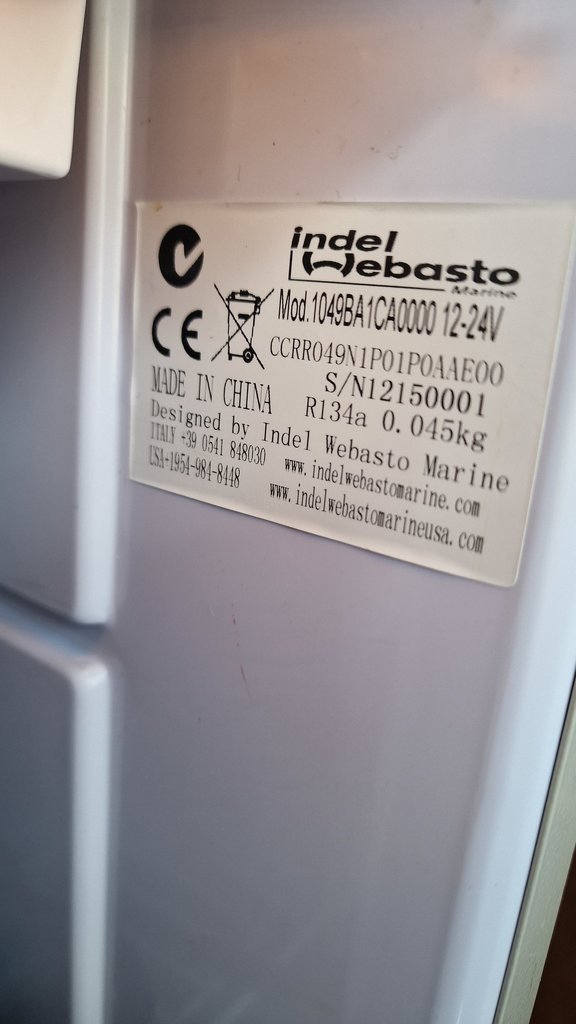 indel
Webasto
Marine
Mod.1049BA1CA0000 12-24V
CE
CCRR049N1P01P0AAE00
S/N12150001
MADE IN CHINA R134a 0.045kg
Designed by Indel Webasto Marine
ITALY +39 0541 848030 www.indelwebastomarine.com
USA-1954-984-8448 www.indelwebastomarineusa.com